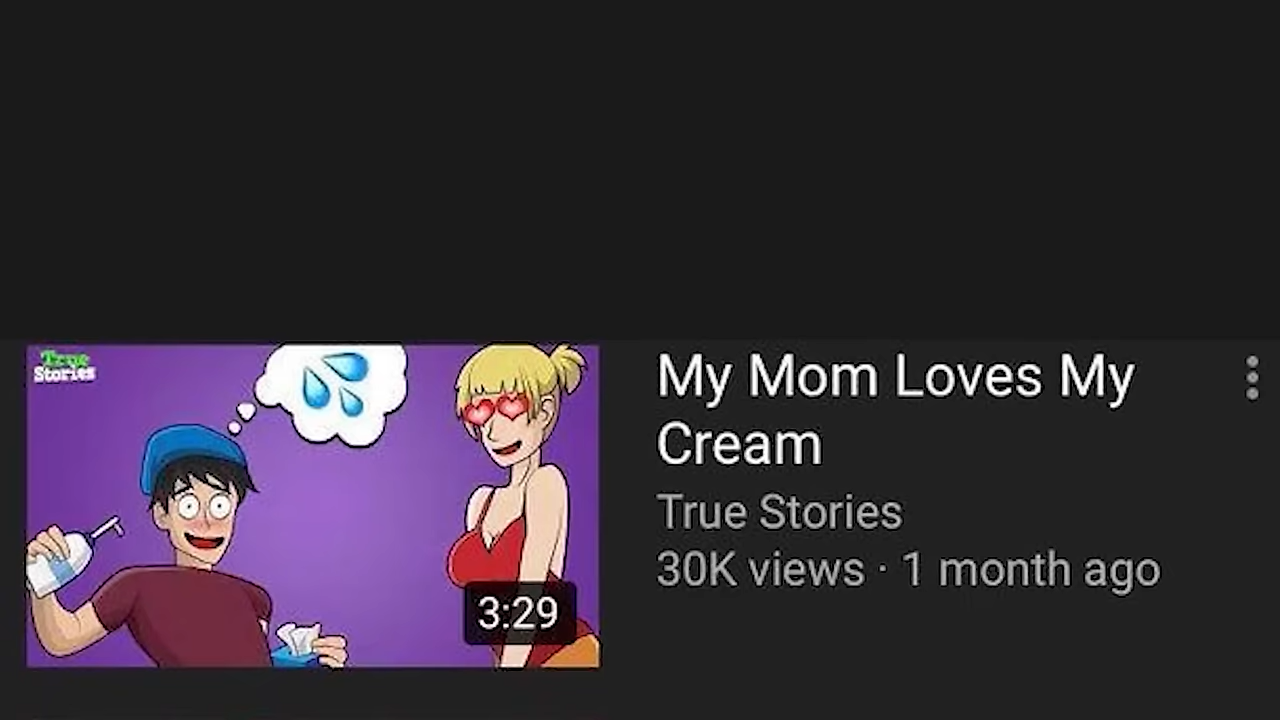 True
Stories
My Mom Loves My
Cream
True Stories
30K views · 1 month ago
3:29